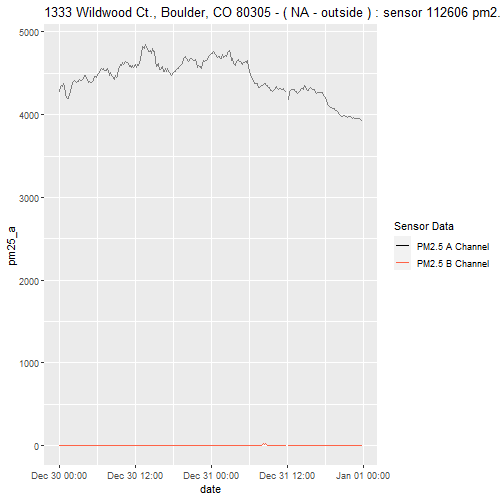 1333 Wildwood Ct., Boulder, CO 80305 - ( NA - outside ) : sensor 112606 pm2.
5000
4000
3000
2000
1000
0
pm25_a
Dec 30 00:00 Dec 30 12:00 Dec 31 00:00 Dec 31 12:00 Jan 01 00:00
date
Sensor Data
PM2.5 A Channel
PM2.5 B Channel